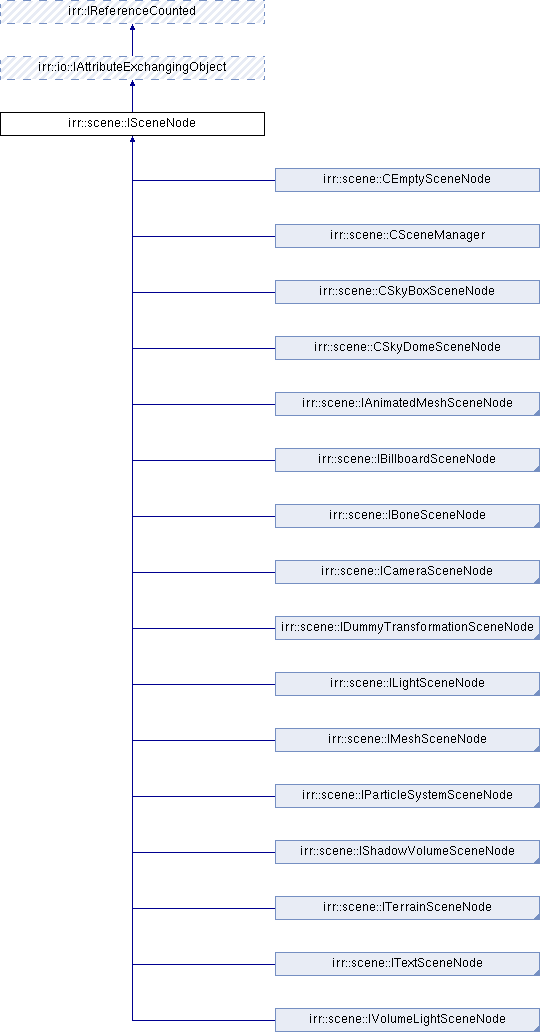 irr::IReferenceCounted
irr::io::IAttributeExchangingObject
irr::scene::ISceneNode
irr::scene::CEmptySceneNode
irr::scene::CSceneManager
irr::scene::CSkyBoxSceneNode
irr::scene::CSkyDomeSceneNode
irr::scene::IAnimatedMeshSceneNode
irr::scene::IBillboardSceneNode
irr::scene::IBoneSceneNode
irr::scene::ICameraSceneNode
irr::scene::IDummyTransformationSceneNode
irr::scene::ILightSceneNode
irr::scene::IMeshSceneNode
irr::scene::IParticleSystemSceneNode
irr::scene::IShadowVolumeSceneNode
irr::scene::ITerrainSceneNode
irr::scene::ITextSceneNode
irr::scene::IVolumeLightSceneNode